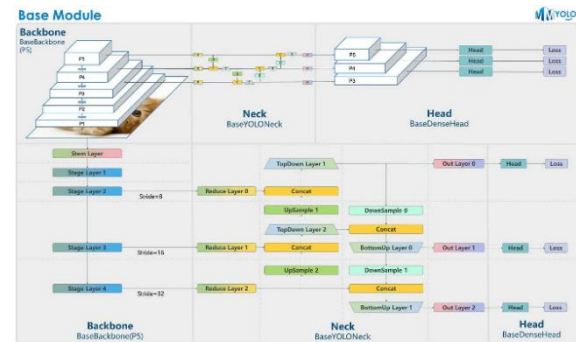 Base Module
MMYOLO
Backbone
BaseBackbone
(P5)
P5
P4
P3
P2
P1
Neck
BaseYOLONeck
P5
P4
P3
Head
Loss
Head
Loss
Head
Loss
Head
BaseDenseHead
Stem Layer
Stage Layer 1
Stage Layer 2
Stride=8
Reduce Layer 0
TopDown Layer 1
Concat
Out Layer 0
Head
Loss
UpSample 1
DownSample 0
TopDown Layer 2
Concat
Stage Layer 3
Stride=16
Reduce Layer 1
Concat
BottomUp Layer 0
Out Layer 1
Head
Loss
UpSample 2
DownSample 1
Stage Layer 4
Stride=32
Reduce Layer 2
Concat
BottomUp Layer 1
Out Layer 2
Head
Loss
Backbone
BaseBackbone(P5)
Neck
BaseYOLONeck
Head
BaseDenseHead